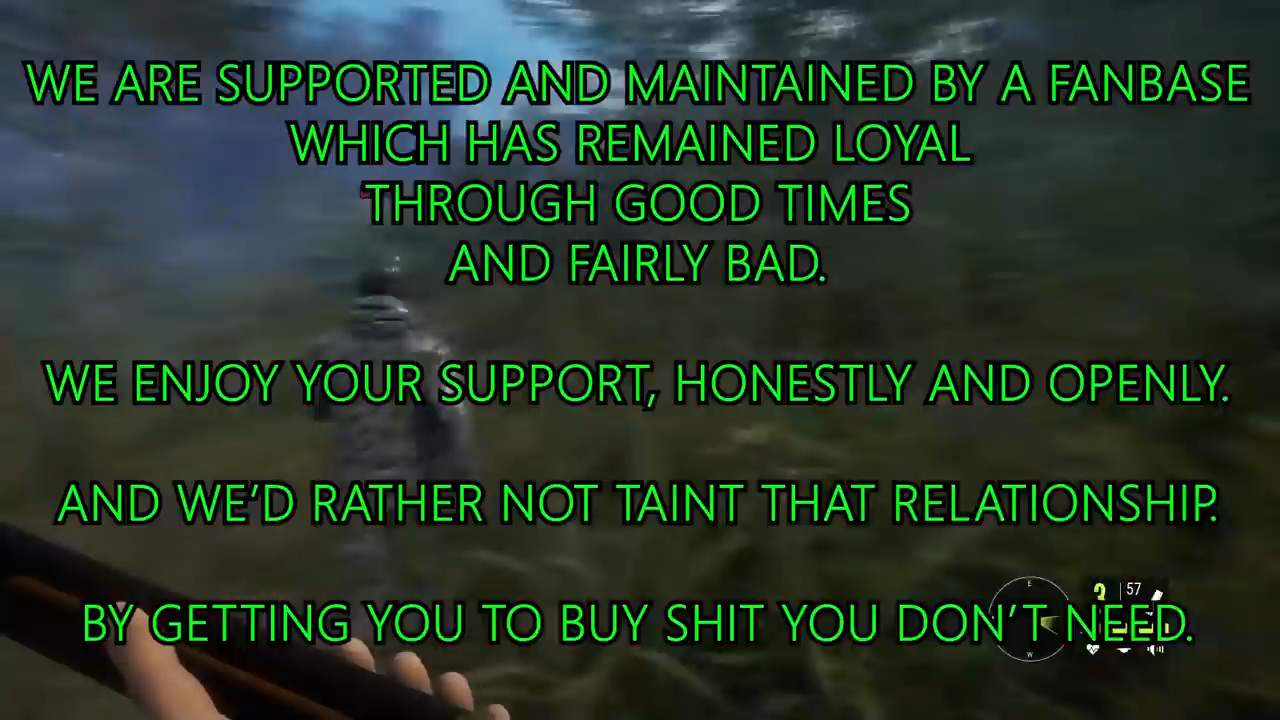 WE ARE SUPPORTED AND MAINTAINED BY A FANBASE
WHICH HAS REMAINED LOYAL
THROUGH GOOD TIMES
AND FAIRLY BAD.
WE ENJOY YOUR SUPPORT, HONESTLY AND OPENLY.
AND WE'D RATHER NOT TAINT THAT RELATIONSHIP.
E
3 57
BY GETTING YOU TO BUY SHIT YOU DON'T NEED.
W